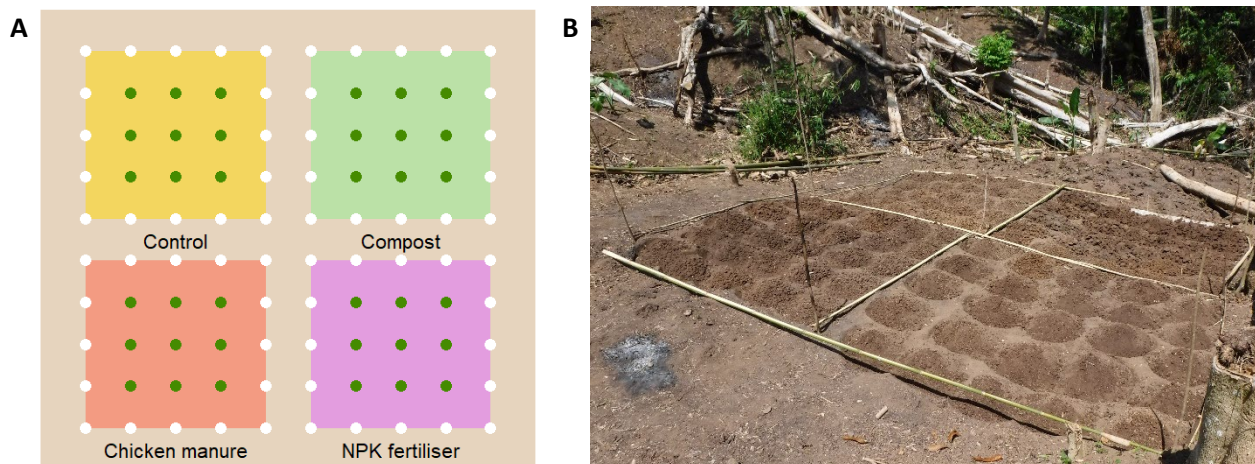 A
B
Control
Compost
Chicken manure
NPK fertiliser